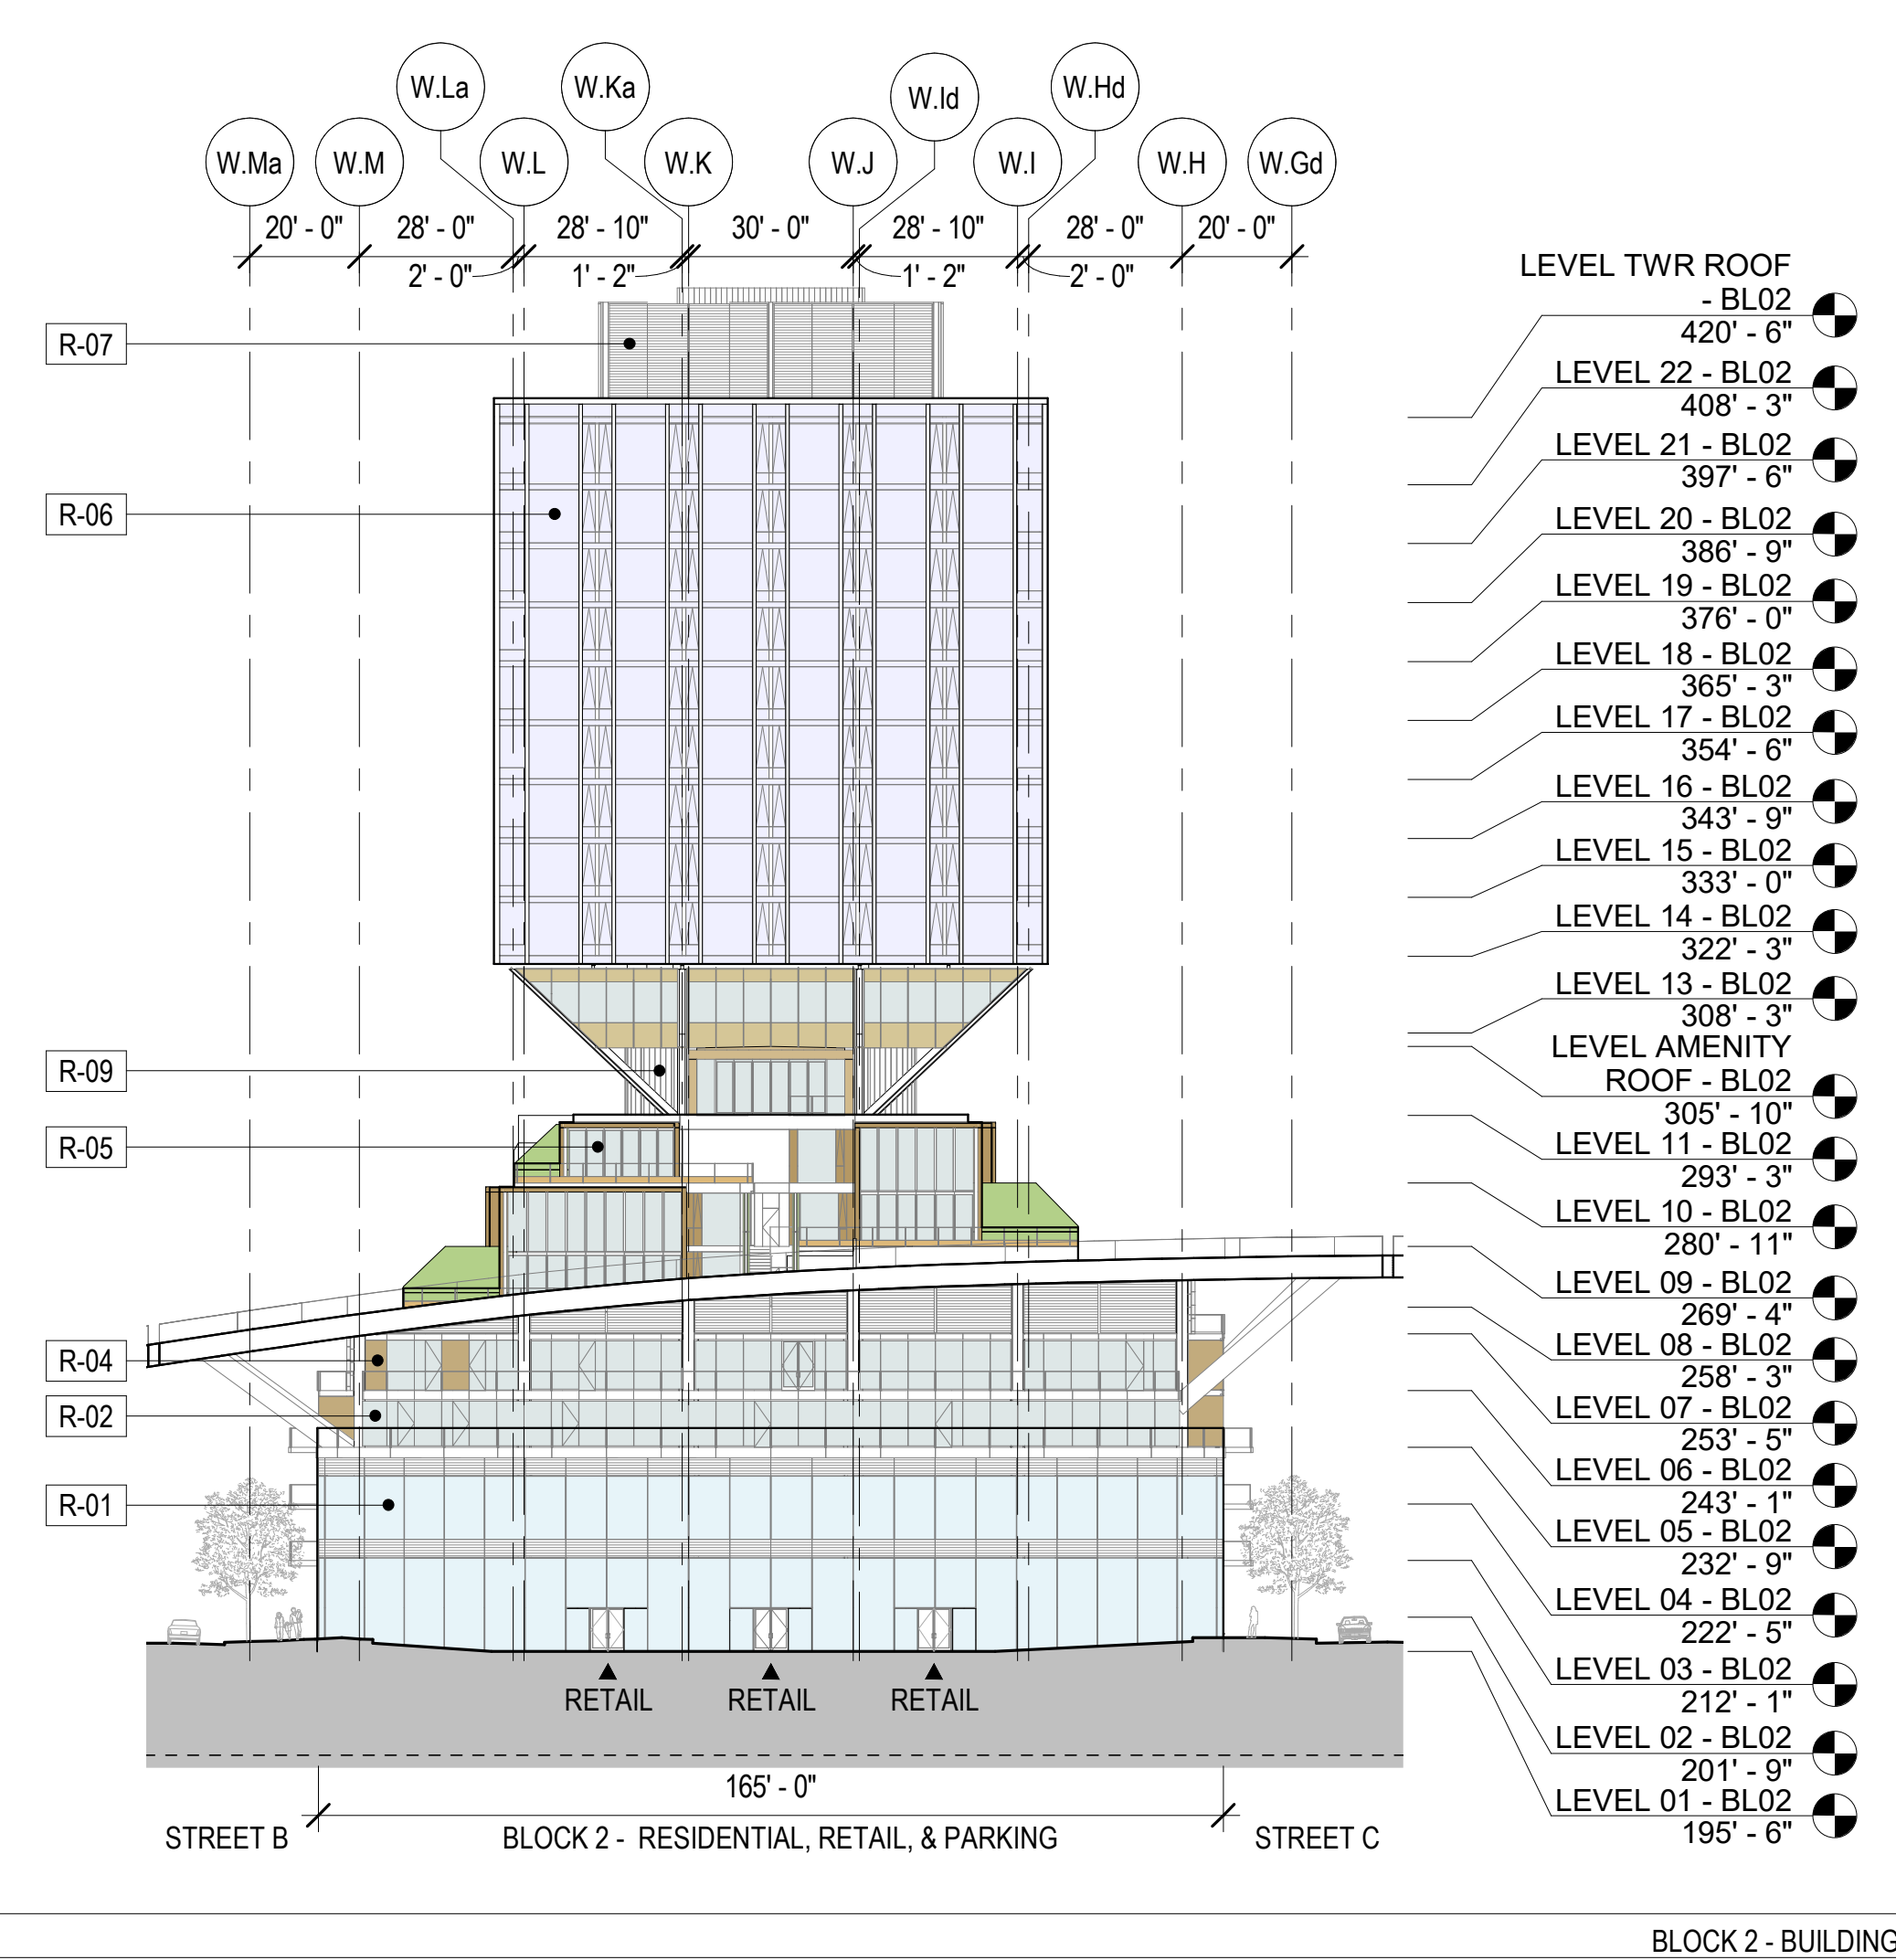 W.La
W.Ka
W.Id
W.Hd
W.Ma
W.M
W.L
W.K
W.J
W.I
W.H
W.Gd
20' - 0"
28' - 0"
28' - 10"
30' - 0"
28' - 10"
28' - 0"
20' - 0"
2' - 0"
1' - 2"
1' - 2"
2' - 0"
R-07
R-06
R-09
R-05
R-04
R-02
R-01
LEVEL TWR ROOF
- BL02
420' - 6"
LEVEL 22 - BL02
408' - 3"
LEVEL 21 - BL02
397' - 6"
LEVEL 20 - BL02
386' - 9"
LEVEL 19 - BL02
376' - 0"
LEVEL 18 - BL02
365' - 3"
LEVEL 17 - BL02
354' - 6"
LEVEL 16 - BL02
343' - 9"
LEVEL 15 - BL02
333' - 0"
LEVEL 14 - BL02
322' - 3"
LEVEL 13 - BL02
308' - 3"
LEVEL AMENITY
ROOF - BL02
305' - 10"
LEVEL 11 - BL02
293' - 3"
LEVEL 10 - BL02
280' - 11"
LEVEL 09 - BL02
269' - 4"
LEVEL 08 - BL02
258' - 3"
LEVEL 07 - BL02
253' - 5"
LEVEL 06 - BL02
243' - 1"
LEVEL 05 - BL02
232' - 9"
LEVEL 04 - BL02
222' - 5"
LEVEL 03 - BL02
212' - 1"
LEVEL 02 - BL02
201' - 9"
LEVEL 01 - BL02
195' - 6"
RETAIL
RETAIL
RETAIL
165' - 0"
STREET B
BLOCK 2 - RESIDENTIAL, RETAIL, & PARKING
STREET C
BLOCK 2 - BUILDING